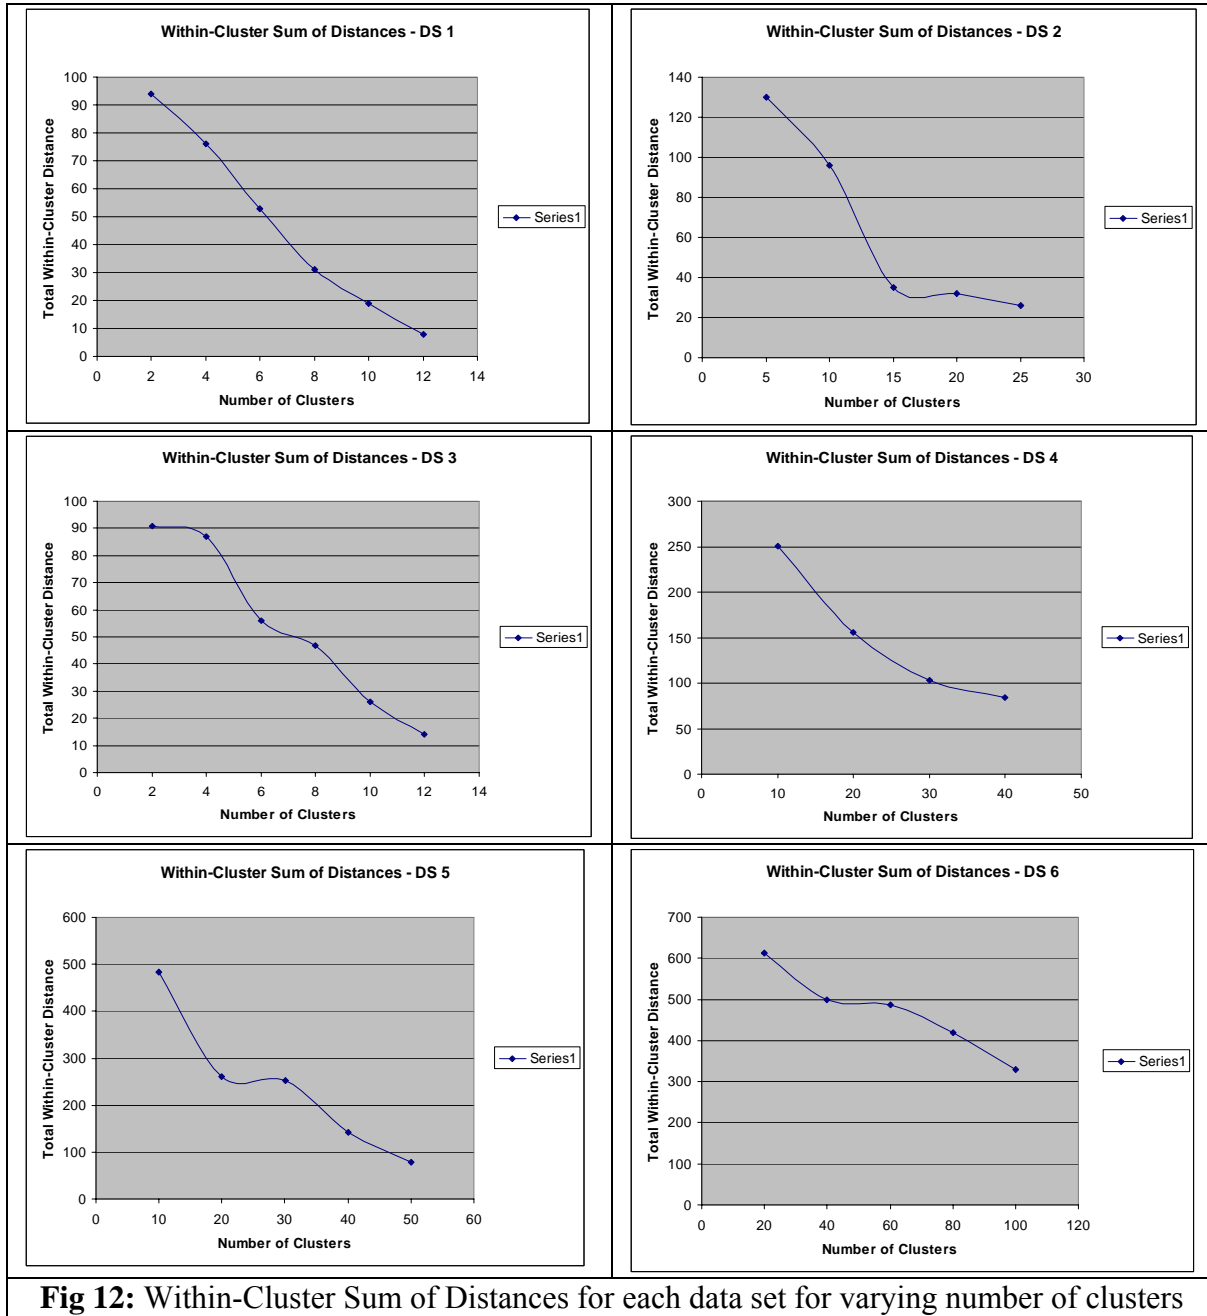 Within-Cluster Sum of Distances - DS 1
Total Within-Cluster Distance
100
90
80
70
60
50
40
30
20
10
0
0 2 4 6 8 10 12 14
Number of Clusters
Series1
Within-Cluster Sum of Distances - DS 2
Total Within-Cluster Distance
140
120
100
80
60
40
20
0
0 5 10 15 20 25 30
Number of Clusters
Series1
Within-Cluster Sum of Distances - DS 3
Total Within-Cluster Distance
100
90
80
70
60
50
40
30
20
10
0
0 2 4 6 8 10 12 14
Number of Clusters
Series1
Within-Cluster Sum of Distances - DS 4
Total Within-Cluster Distance
300
250
200
150
100
50
0
0 10 20 30 40 50
Number of Clusters
Series1
Within-Cluster Sum of Distances - DS 5
Total Within-Cluster Distance
600
500
400
300
200
100
0
0 10 20 30 40 50 60
Number of Clusters
Series1
Within-Cluster Sum of Distances - DS 6
Total Within-Cluster Distance
700
600
500
400
300
200
100
0
0 20 40 60 80 100 120
Number of Clusters
Series1
Fig 12: Within-Cluster Sum of Distances for each data set for varying number of clusters